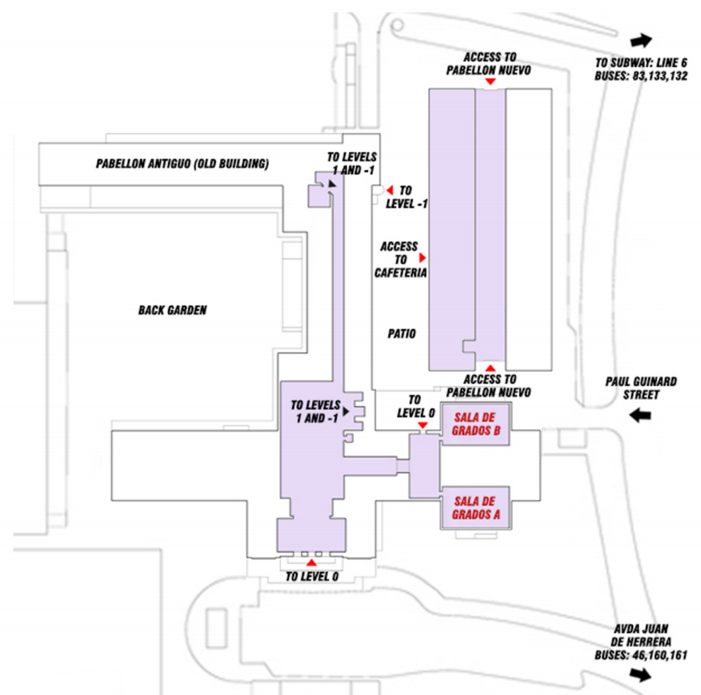 ACCESS TO
PABELLON NUEVO
TO SUBWAY: LINE 6
BUSES: 83,133,132
PABELLON ANTIGUO (OLD BUILDING)
TO LEVELS
1 AND -1
TO
LEVEL -1
ACCESS
TO
CAFETERIA
BACK GARDEN
PATIO
ACCESS TO
PABELLON NUEVO
PAUL GUINARD
STREET
TO LEVELS
1 AND -1
TO
LEVEL 0
SALA DE
GRADOS B
SALA DE
GRADOS A
TO LEVEL 0
AVDA JUAN
DE HERRERA
BUSES: 46,160,161